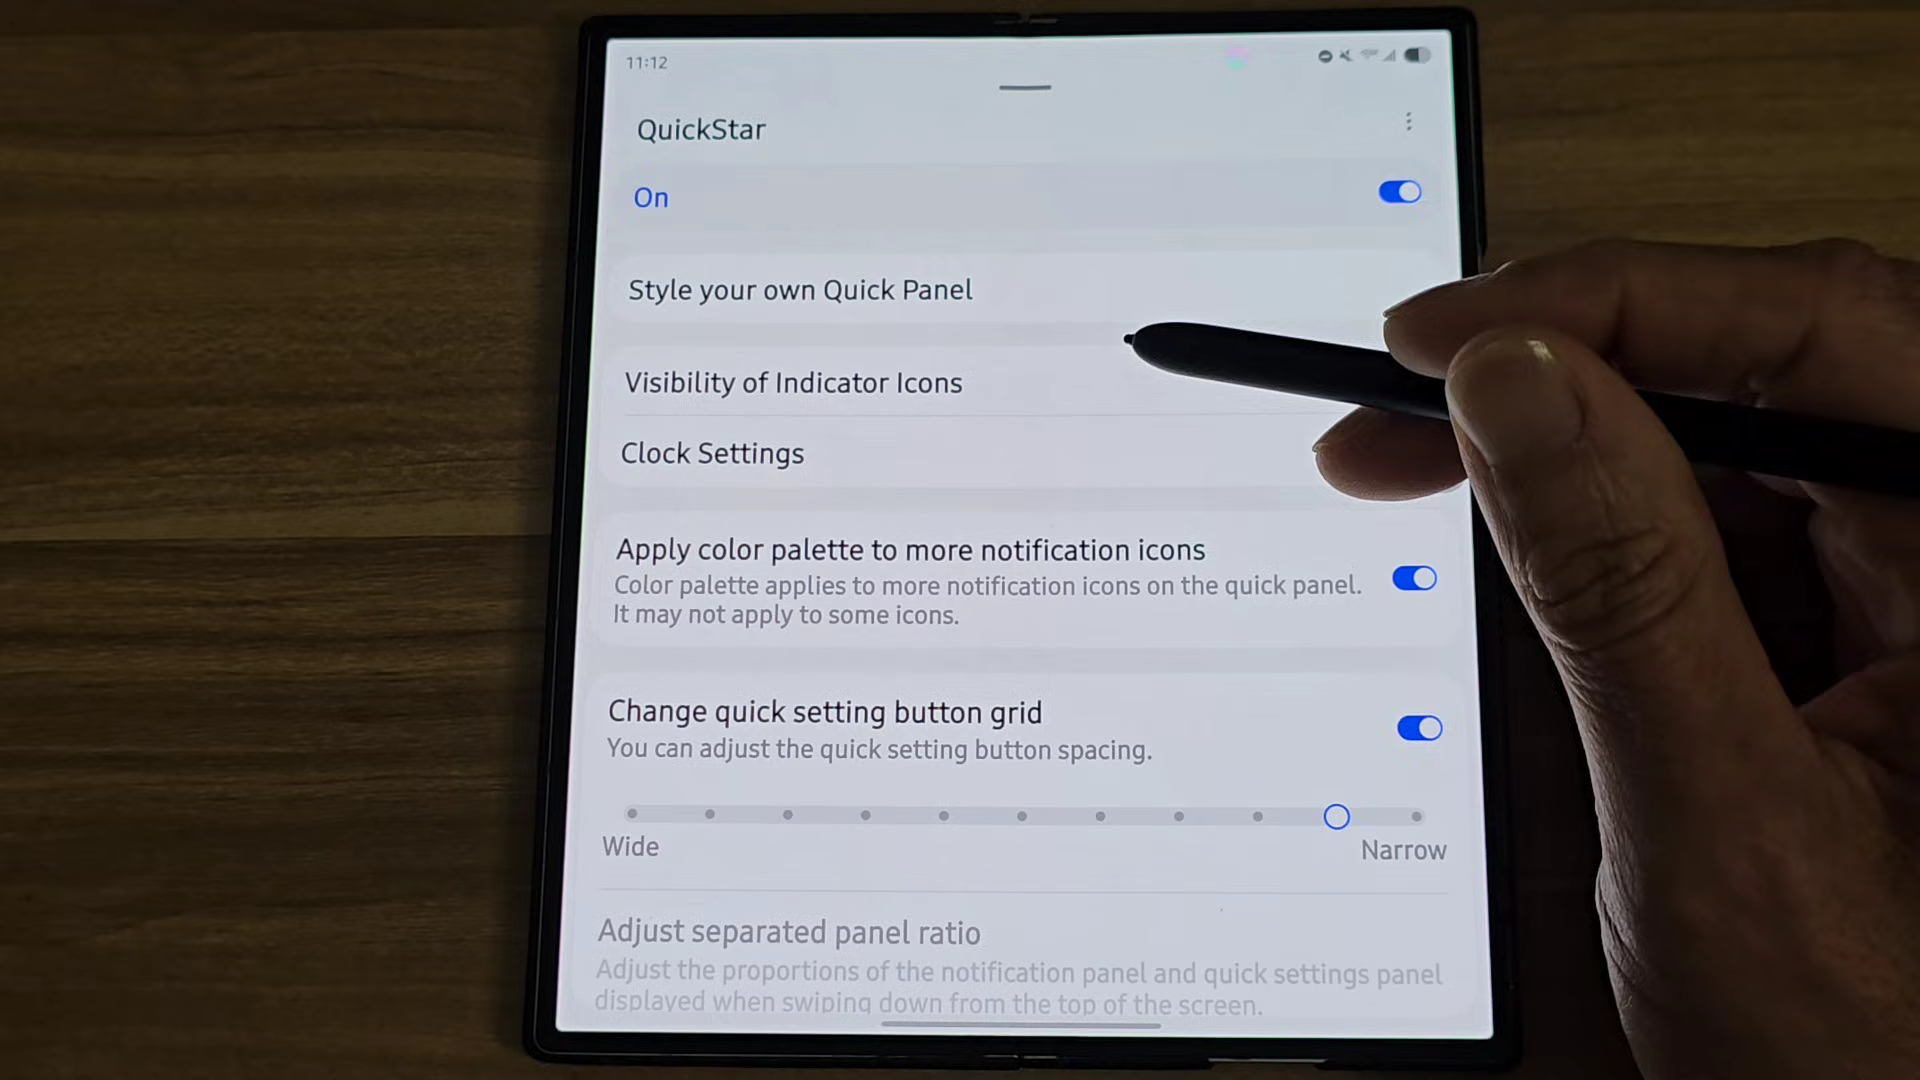 11:12
QuickStar
On
Style your own Quick Panel
Visibility of Indicator Icons
Clock Settings
Apply color palette to more notification icons
Color palette applies to more notification icons on the quick panel.
It may not apply to some icons.
Change quick setting button grid
You can adjust the quick setting button spacing.
Wide
Narrow
Adjust separated panel ratio
Adjust the proportions of the notification panel and quick settings panel
displayed when swiping down from the top of the screen.